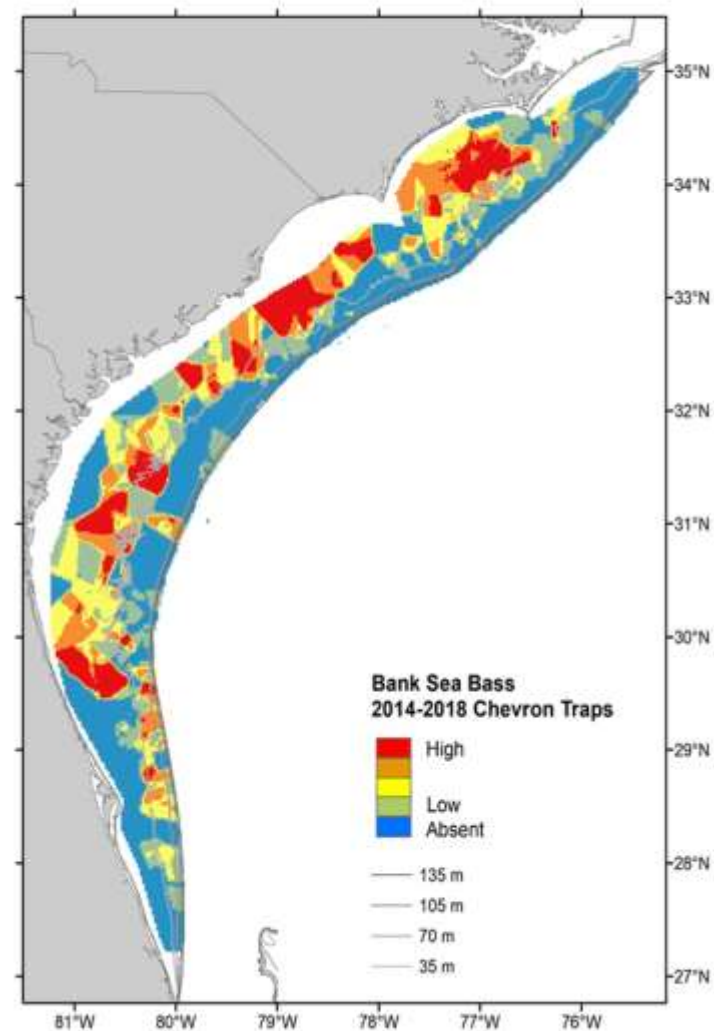 35°N
34°N
33°N
32°N
31°N
30°N
29°N
28°N
27°N
Bank Sea Bass
2014-2018 Chevron Traps
High
Low
Absent
135 m
105 m
70 m
35 m
81°W
80°W
79°W
78°W
77°W
76°W